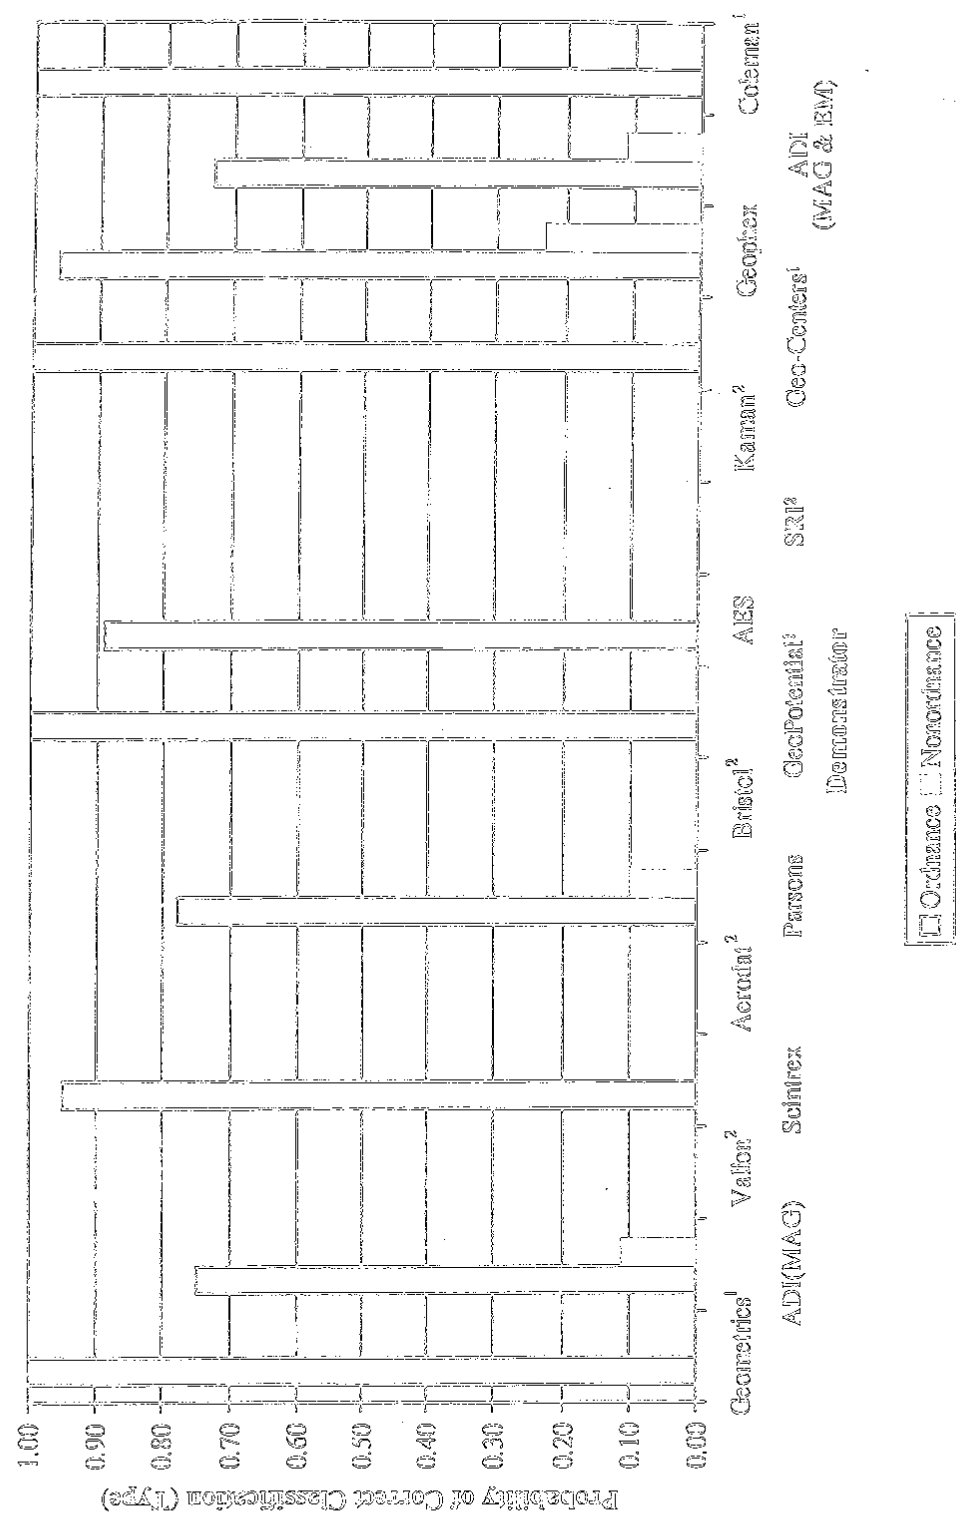 Probability of Correct Classification (Type)
1.00
0.90
0.80
0.70
0.60
0.50
0.40
0.30
0.20
0.10
0.00
Geometrics¹
ADI(MAG)
Vallon²
Scintrex
Aerodat²
Parsons
Bristol²
GeoPotential³
AES
SRI²
Kaman²
Geo-Centers¹
Geophex
ADI
(MAG & EM)
Coleman¹
Demonstrator
Ordnance Nonordnance